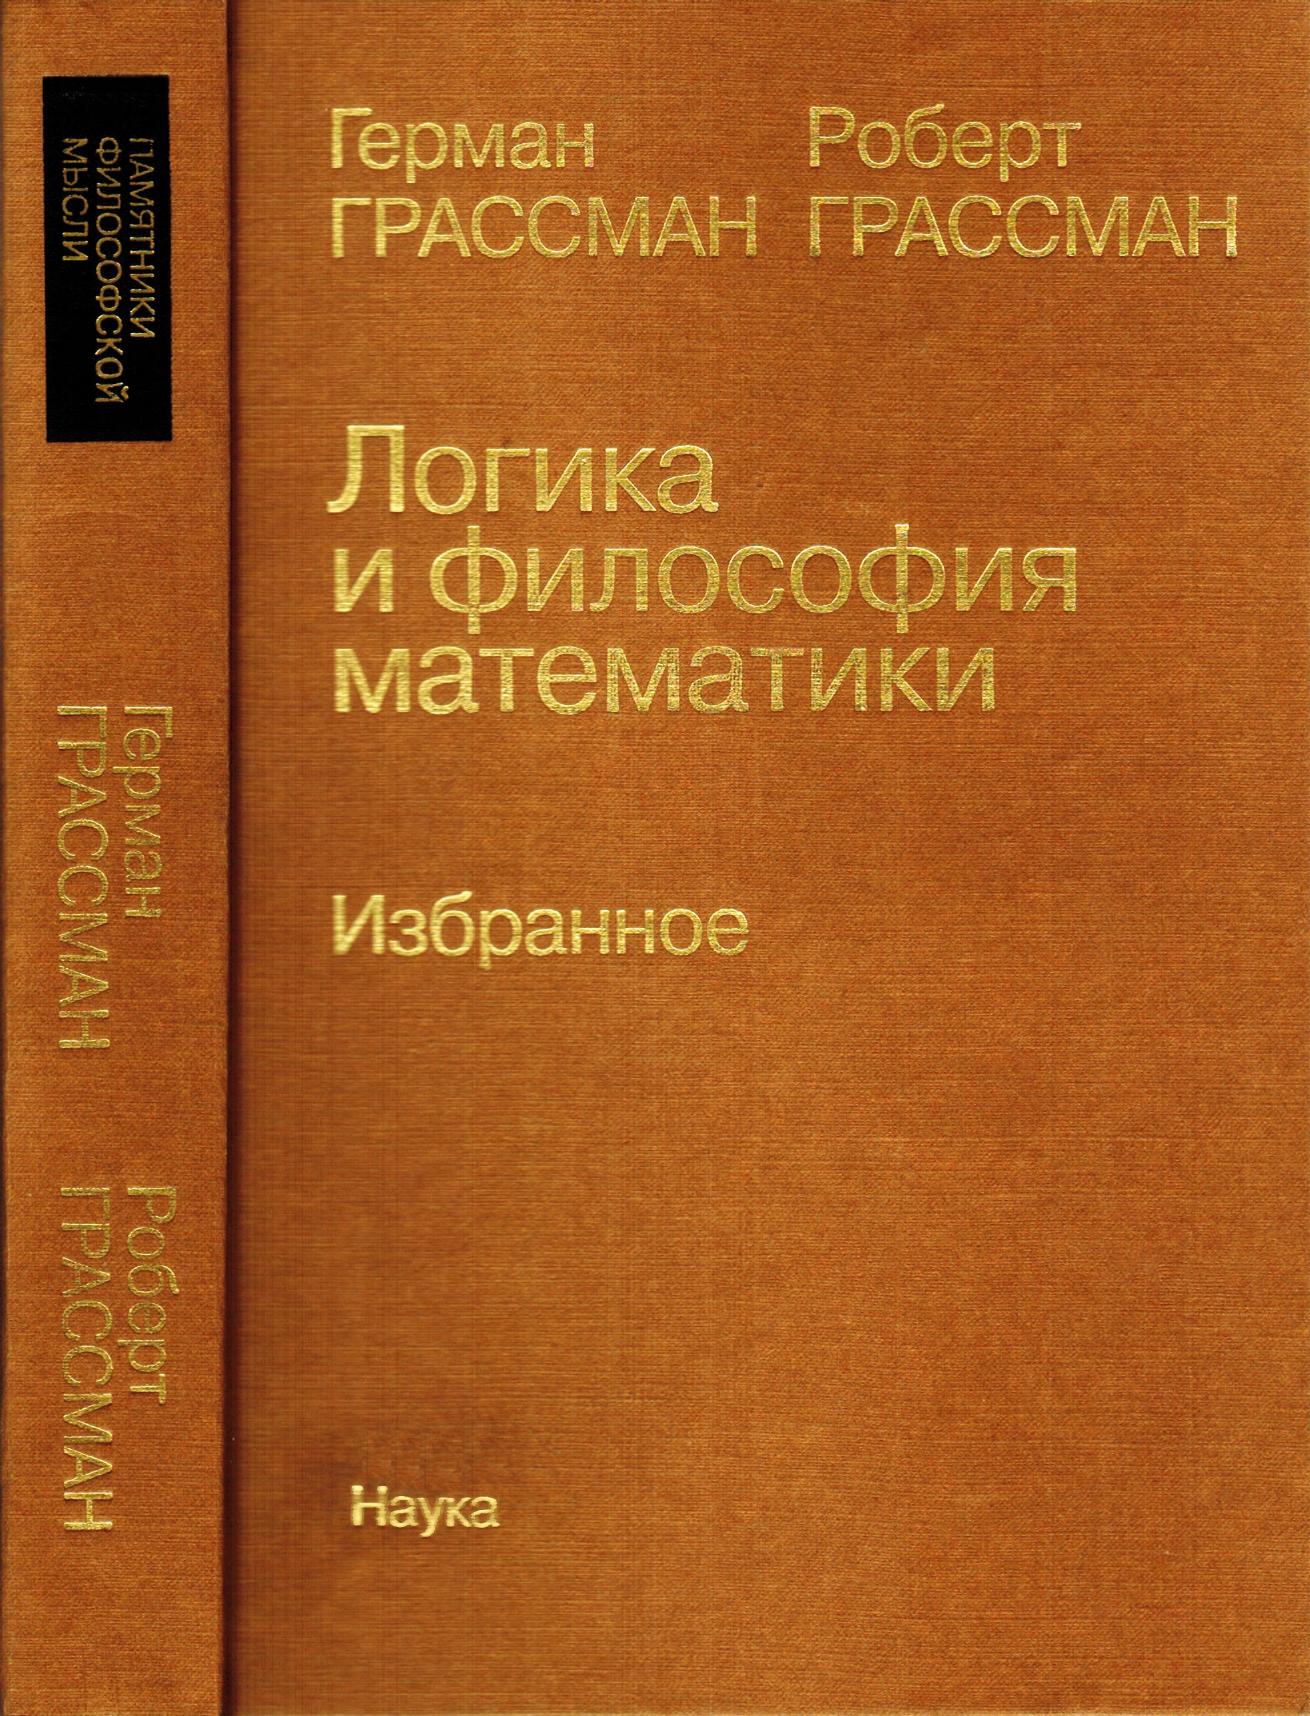 ПАМЯТНИКИ
ФИЛОСОФСКОЙ
МЫСЛИ
Герман
ГРАССМАН
Роберт
ГРАССМАН
Герман Роберт
ГРАССМАН ГРАССМАН
Логика
и философия
математики
Избранное
Наука